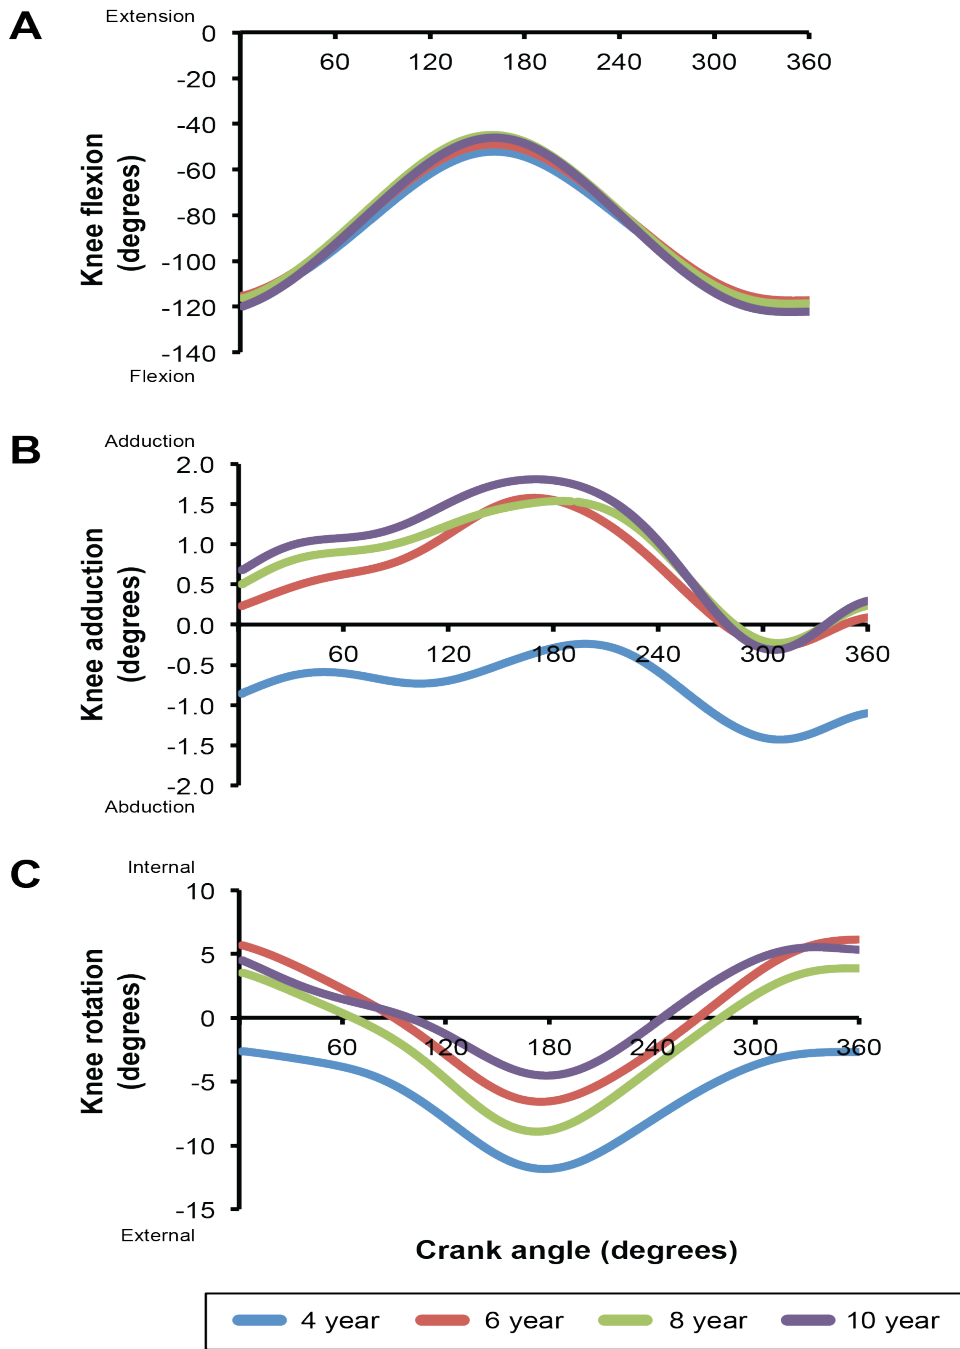 A
Extension
0
60 120 180 240 300 360
-20
-40
-60
-80
-100
-120
-140
Knee flexion
(degrees)
Flexion
B
Adduction
2.0
1.5
1.0
0.5
0.0
60 120 180 240 300 360
-0.5
-1.0
-1.5
-2.0
Knee adduction
(degrees)
Abduction
C
Internal
10
5
0
60 120 180 240 300 360
-5
-10
-15
Knee rotation
(degrees)
External
Crank angle (degrees)
4 year 6 year 8 year 10 year